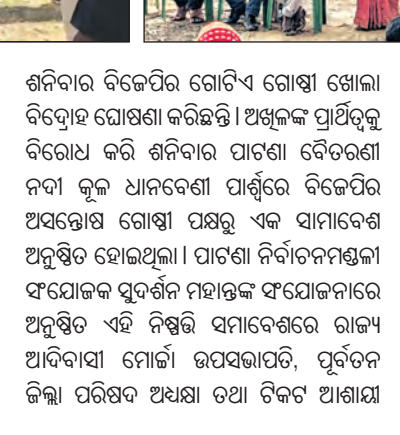 ଶନିବାର ବିଜେପିର ଗୋଟିଏ ଗୋଷ୍ଠୀ ଖୋଲା
ବିଦ୍ରୋହ ଘୋଷଣା କରିଛନ୍ତି । ଅଖିଳଙ୍କ ପ୍ରାର୍ଥିତ୍ୱକୁ
ବିରୋଧ କରି ଶନିବାର ପାଟଣା ବୈତରଣୀ
ନଦୀ କୂଳ ଧାନବେଣୀ ପାର୍ଶ୍ୱରେ ବିଜେପିର
ଅସନ୍ତୋଷ ଗୋଷ୍ଠୀ ପକ୍ଷରୁ ଏକ ସାମାବେଶ
ଅନୁଷ୍ଠିତ ହୋଇଥିଲା । ପାଟଣା ନିର୍ବାଚନମଣ୍ଡଳୀ
ସଂଯୋଜକ ସୁଦର୍ଶନ ମହାନ୍ତଙ୍କ ସଂଯୋଜନାରେ
ଅନୁଷ୍ଠିତ ଏହି ନିଷ୍ପତ୍ତି ସମାବେଶରେ ରାଜ୍ୟ
ଆଦିବାସୀ ମୋର୍ଚ୍ଚା ଉପସଭାପତି, ପୂର୍ବତନ
ଜିଲ୍ଲା ପରିଷଦ ଅଧ୍ୟକ୍ଷା ତଥା ଟିକଟ ଆଶାୟୀ